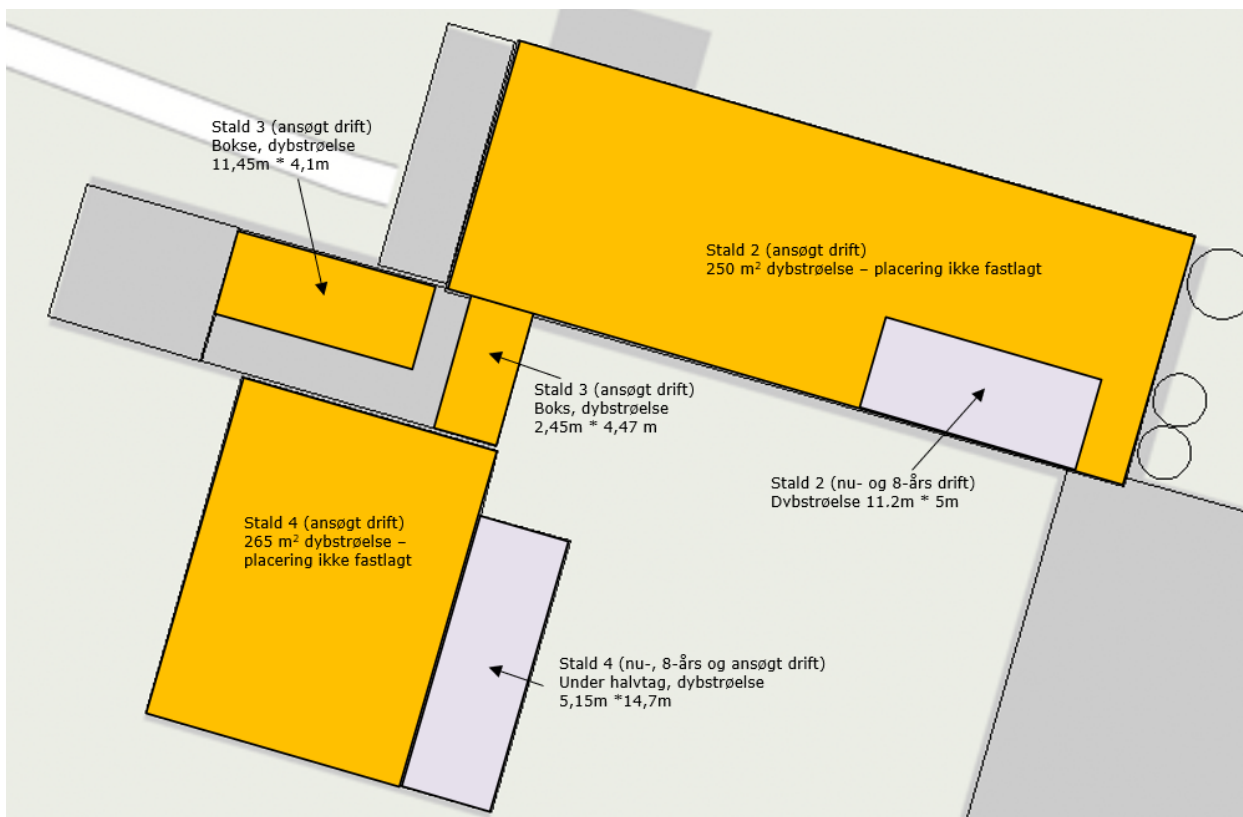 Stald 3 (ansøgt drift)
Bokse, dybstrøelse
11,45m * 4,1m
Stald 2 (ansøgt drift)
250 m² dybstrøelse – placering ikke fastlagt
Stald 3 (ansøgt drift)
Boks, dybstrøelse
2,45m * 4,47 m
Stald 2 (nu- og 8-års drift)
Dvbstrøelse 11.2m * 5m
Stald 4 (ansøgt drift)
265 m² dybstrøelse –
placering ikke fastlagt
Stald 4 (nu-, 8-års og ansøgt drift)
Under halvtag, dybstrøelse
5,15m *14,7m